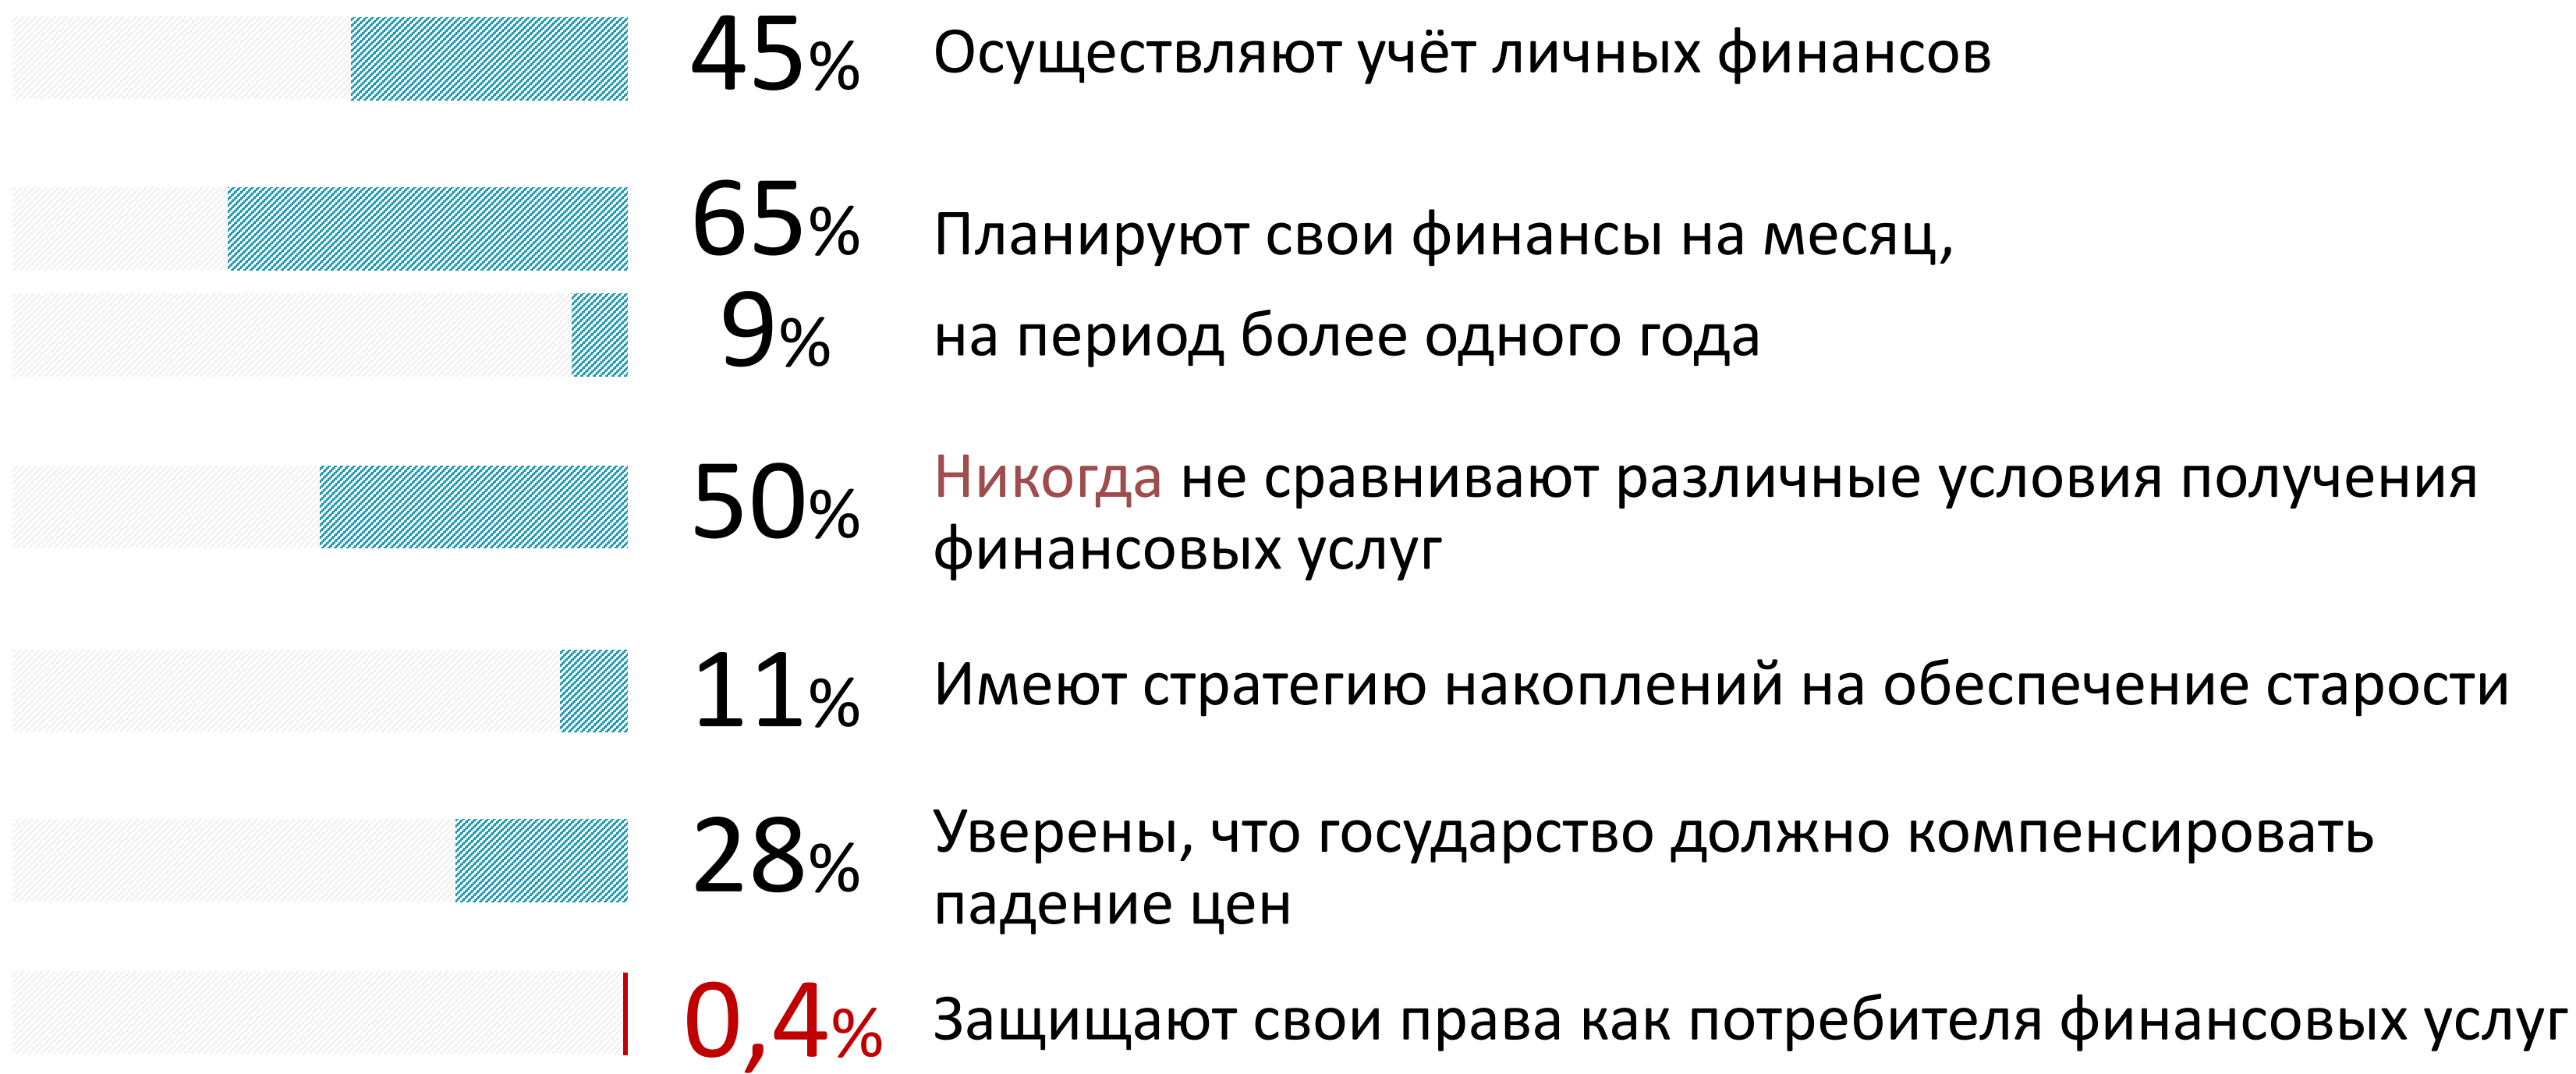 45% Осуществляют учёт личных финансов
65% Планируют свои финансы на месяц,
9% на период более одного года
50% Никогда не сравнивают различные условия получения
финансовых услуг
11% Имеют стратегию накоплений на обеспечение старости
28% Уверены, что государство должно компенсировать
падение цен
0,4% Защищают свои права как потребителя финансовых услуг